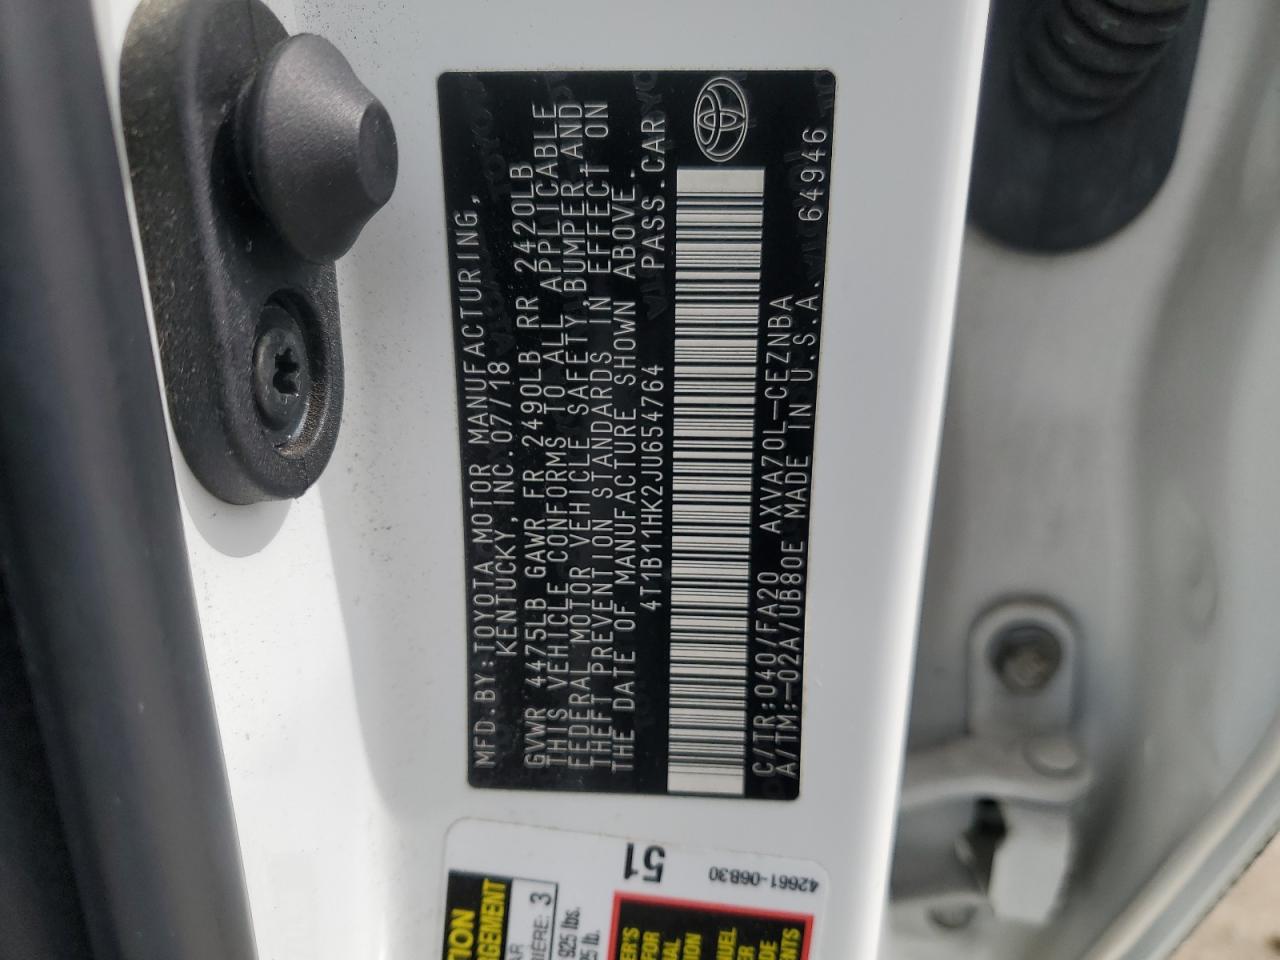 MFD.BY:TOYOTA MOTOR MANUFACTURING,
KENTUCKY,INC.07/18
GVWR 4475LB GAWR FR 2490LB RR 2420LB
THIS VEHICLE CONFORMS TO ALL APPLICABLE
FEDERAL MOTOR VEHICLE SAFETY,BUMPER,AND
THEFT PREVENTION STANDARDS IN EFFECT ON
THE DATE OF MANUFACTURE SHOWN ABOVE.
4T1B11HK2JU654764 PASS.CAR
C/TR:040/FA20 AXVA70L-CEZNBA
A/TM:-02A/UB80E MADE IN U.S.A. 64946
51
42661-06B30
3
925 lbs.